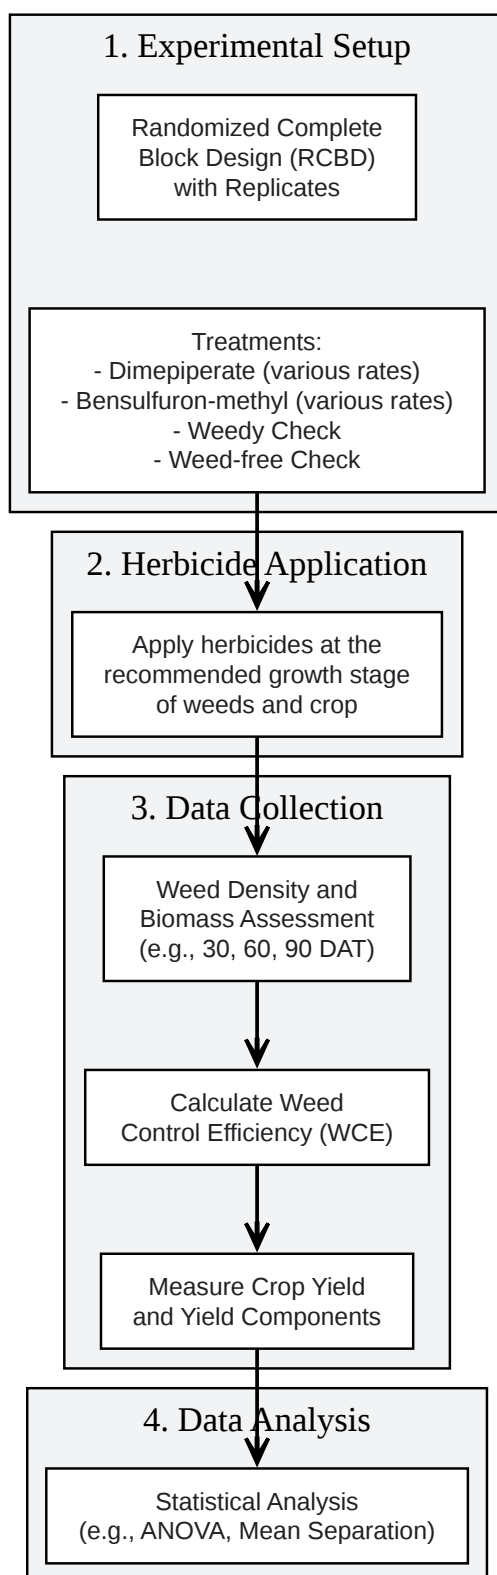 1. Experimental Setup
Randomized Complete
Block Design (RCBD)
with Replicates
Treatments:
- Dimepiperate (various rates)
- Bensulfuron-methyl (various rates)
- Weedy Check
- Weed-free Check
2. Herbicide Application
Apply herbicides at the
recommended growth stage
of weeds and crop
3. Data Collection
Weed Density and
Biomass Assessment
(e.g., 30, 60, 90 DAT)
Calculate Weed
Control Efficiency (WCE)
Measure Crop Yield
and Yield Components
4. Data Analysis
Statistical Analysis
(e.g., ANOVA, Mean Separation)